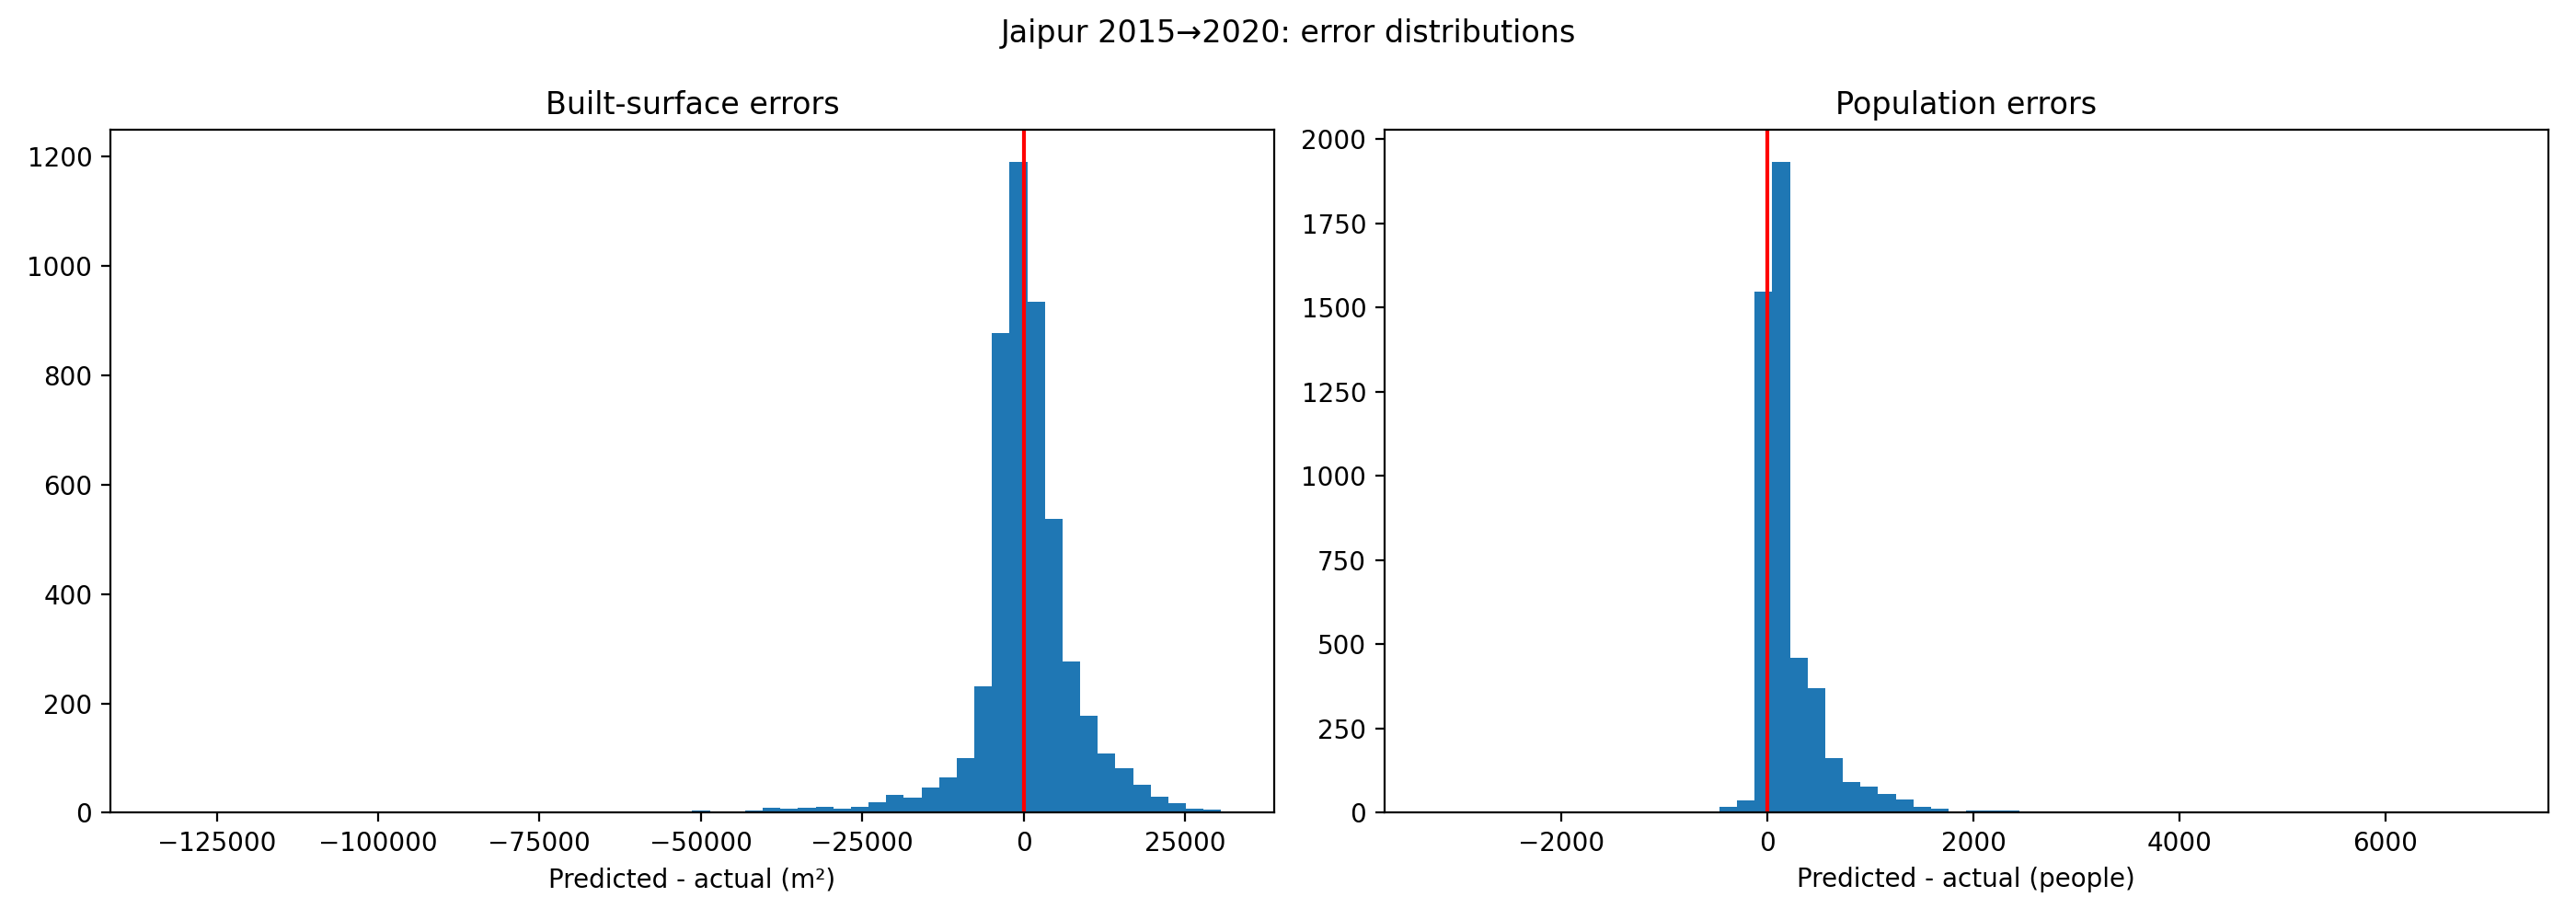 Jaipur 2015→2020: error distributions
Built-surface errors
1200
1000
800
600
400
200
0
−125000 −100000 −75000 −50000 −25000 0 25000
Predicted - actual (m²)
Population errors
2000
1750
1500
1250
1000
750
500
250
0
−2000 0 2000 4000 6000
Predicted - actual (people)